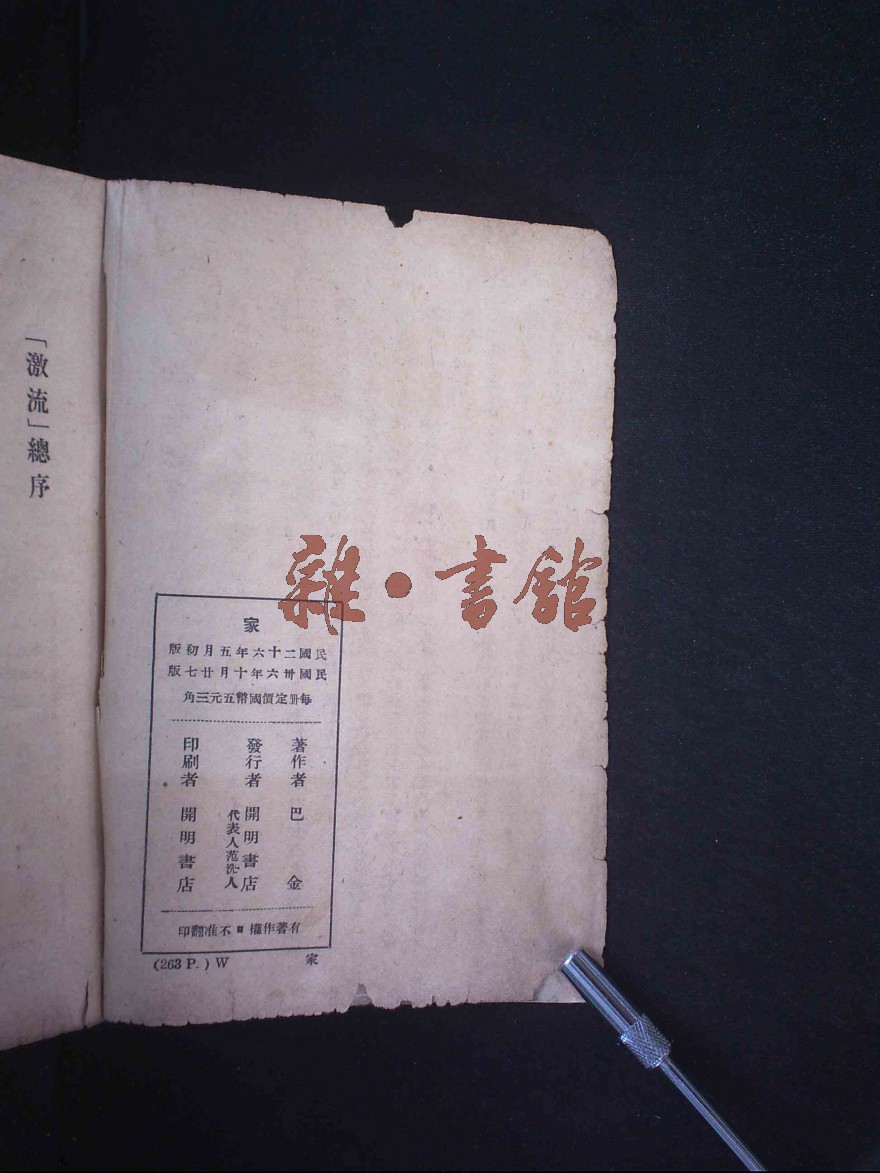 「激流」總序
雜•書館
家
民國二十六年五月初版
民國卅六年十月廿七版
每冊定價國幣五元三角
著作者 巴金
發行者 開明書店
代表人范洗人
印刷者 開明書店
有著作權 不准翻印
(263 P.) W 家